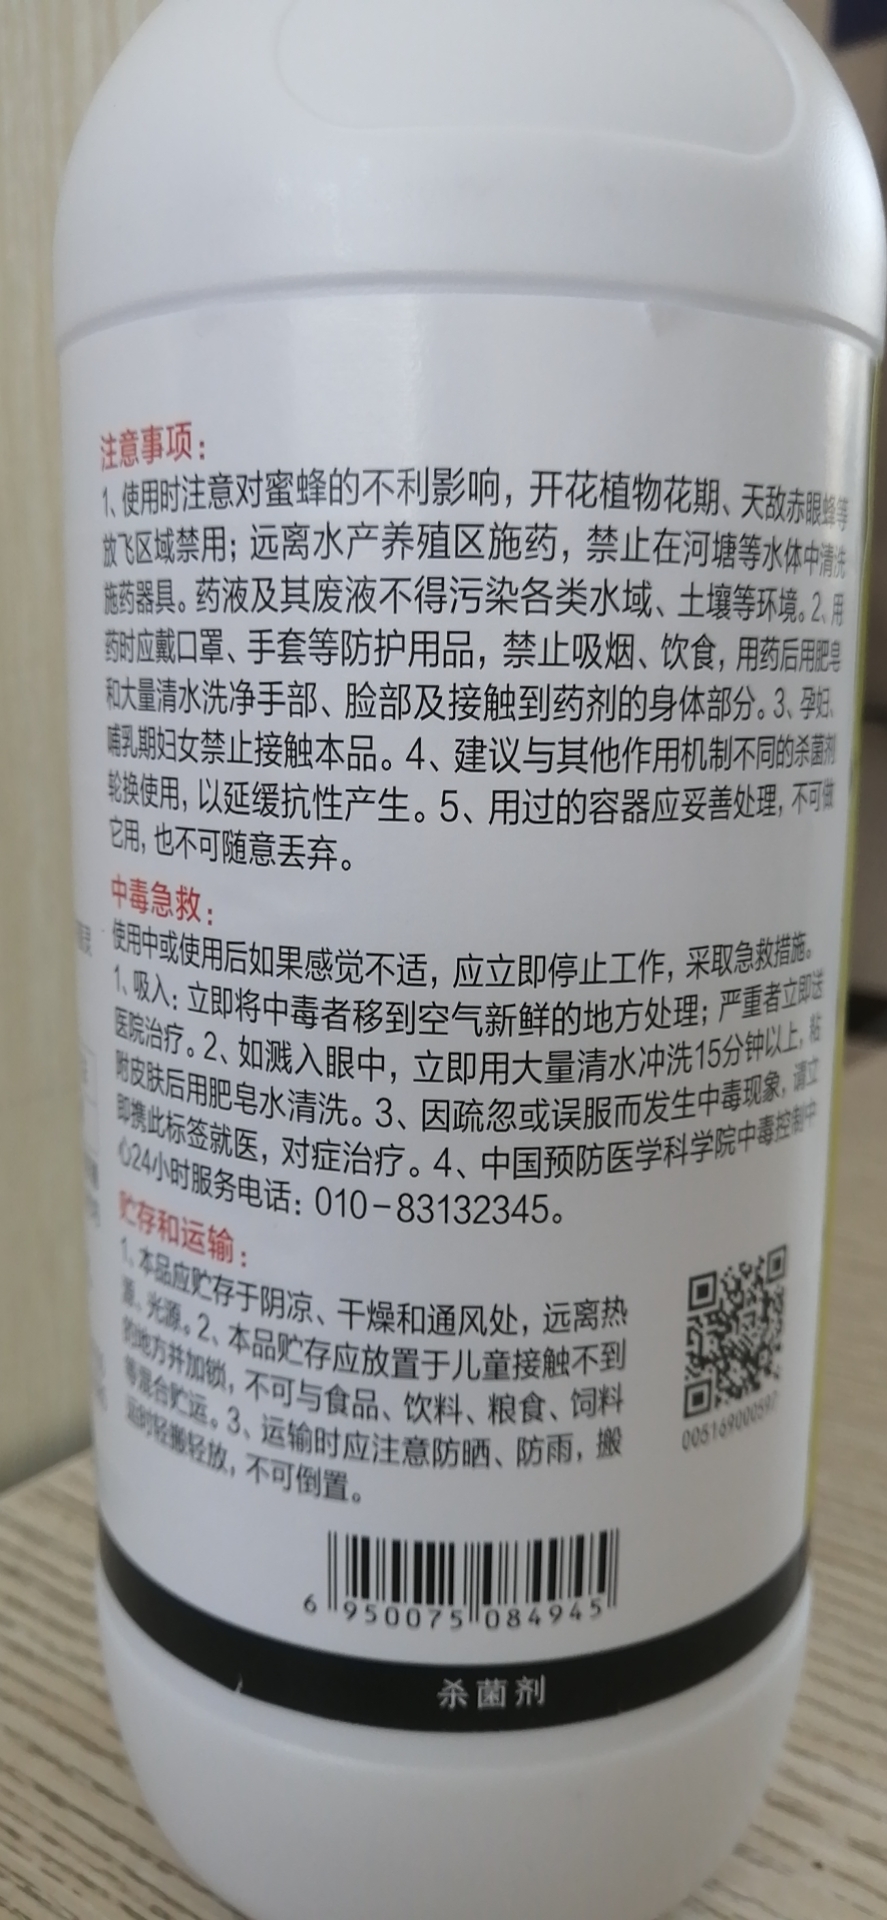 注意事项:
1、使用时注意对蜜蜂的不利影响，开花植物花期、天敌赤眼蜂等
放飞区域禁用；远离水产养殖区施药，禁止在河塘等水体中清洗
施药器具。药液及其废液不得污染各类水域、土壤等环境。2、用
药时应戴口罩、手套等防护用品，禁止吸烟、饮食，用药后用肥皂
和大量清水洗净手部、脸部及接触到药剂的身体部分。3、孕妇、
哺乳期妇女禁止接触本品。4、建议与其他作用机制不同的杀菌剂
轮换使用，以延缓抗性产生。5、用过的容器应妥善处理，不可做
它用，也不可随意丢弃。
中毒急救:
使用中或使用后如果感觉不适，应立即停止工作，采取急救措施。
1、吸入：立即将中毒者移到空气新鲜的地方处理；严重者立即送
医院治疗。2、如溅入眼中，立即用大量清水冲洗15分钟以上，粘
附皮肤后用肥皂水清洗。3、因疏忽或误服而发生中毒现象，请立
即携此标签就医，对症治疗。4、中国预防医学科学院中毒控制中
心24小时服务电话：010-83132345。
贮存和运输:
1、本品应贮存于阴凉、干燥和通风处，远离热
源、光源。2、本品贮存应放置于儿童接触不到
的地方并加锁，不可与食品、饮料、粮食、饲料
等混合贮运。3、运输时应注意防晒、防雨，搬
运时轻搬轻放，不可倒置。
005169000597
6 950075 084945
杀菌剂